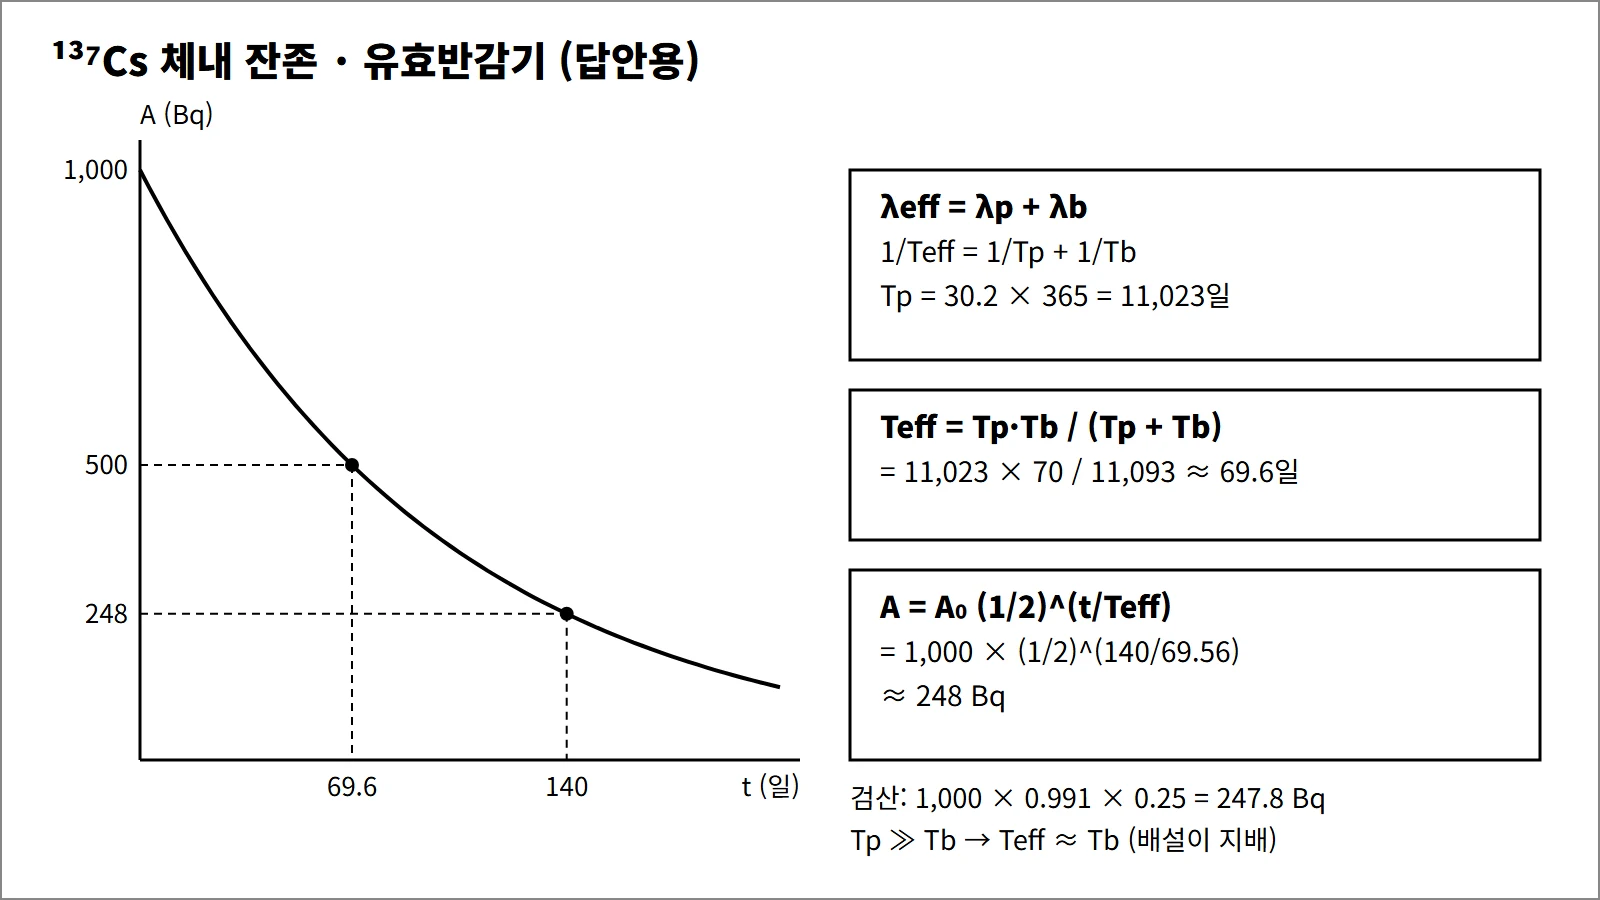 ¹³⁷Cs 체내 잔존 · 유효반감기 (답안용)
A (Bq)
1,000
500
248
69.6
140
t (일)
λeff = λp + λb
1/Teff = 1/Tp + 1/Tb
Tp = 30.2 × 365 = 11,023일
Teff = Tp·Tb / (Tp + Tb)
= 11,023 × 70 / 11,093 ≈ 69.6일
A = A₀ (1/2)^(t/Teff)
= 1,000 × (1/2)^(140/69.56)
≈ 248 Bq
검산: 1,000 × 0.991 × 0.25 = 247.8 Bq
Tp ≫ Tb → Teff ≈ Tb (배설이 지배)